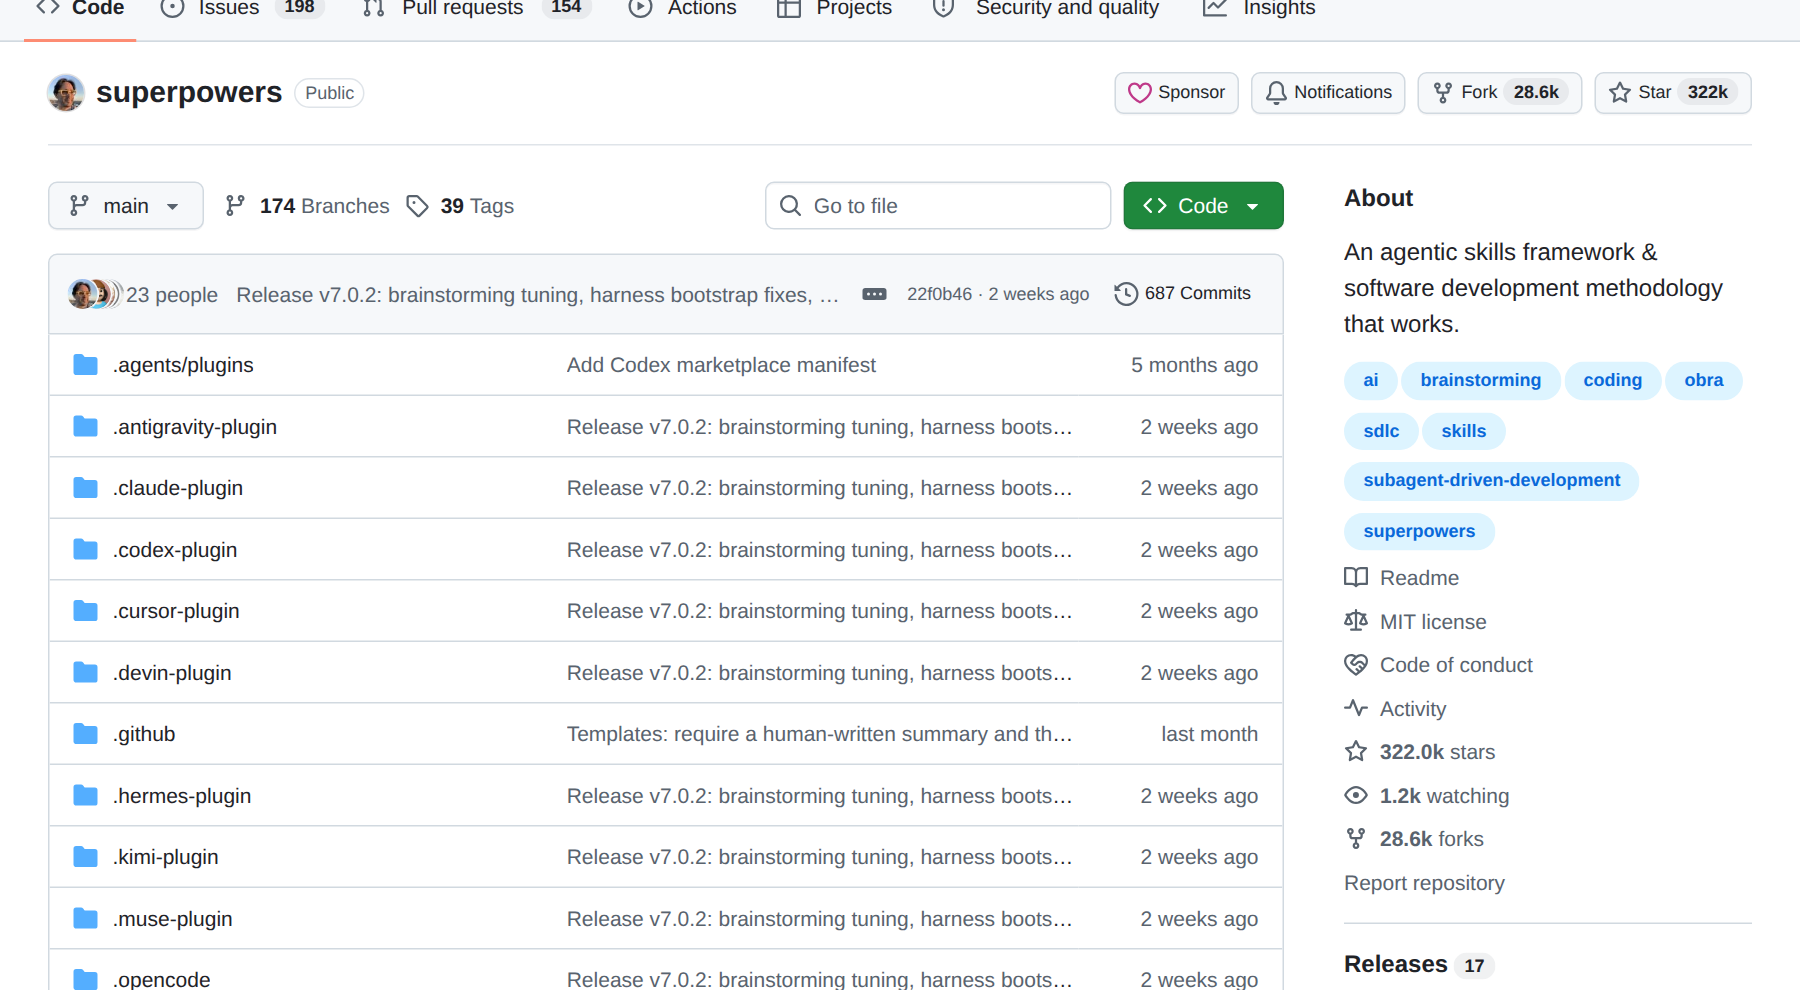 Code Issues 198 Pull requests 154 Actions Projects Security and quality Insights
superpowers Public Sponsor Notifications Fork 28.6k Star 322k
main 174 Branches 39 Tags Go to file Code
23 people Release v7.0.2: brainstorming tuning, harness bootstrap fixes, … 22f0b46 · 2 weeks ago 687 Commits
.agents/plugins Add Codex marketplace manifest 5 months ago
.antigravity-plugin Release v7.0.2: brainstorming tuning, harness boots… 2 weeks ago
.claude-plugin Release v7.0.2: brainstorming tuning, harness boots… 2 weeks ago
.codex-plugin Release v7.0.2: brainstorming tuning, harness boots… 2 weeks ago
.cursor-plugin Release v7.0.2: brainstorming tuning, harness boots… 2 weeks ago
.devin-plugin Release v7.0.2: brainstorming tuning, harness boots… 2 weeks ago
.github Templates: require a human-written summary and th… last month
.hermes-plugin Release v7.0.2: brainstorming tuning, harness boots… 2 weeks ago
.kimi-plugin Release v7.0.2: brainstorming tuning, harness boots… 2 weeks ago
.muse-plugin Release v7.0.2: brainstorming tuning, harness boots… 2 weeks ago
.opencode Release v7.0.2: brainstorming tuning, harness boots… 2 weeks ago
About
An agentic skills framework &
software development methodology
that works.
ai brainstorming coding obra
sdlc skills
subagent-driven-development
superpowers
Readme
MIT license
Code of conduct
Activity
322.0k stars
1.2k watching
28.6k forks
Report repository
Releases 17